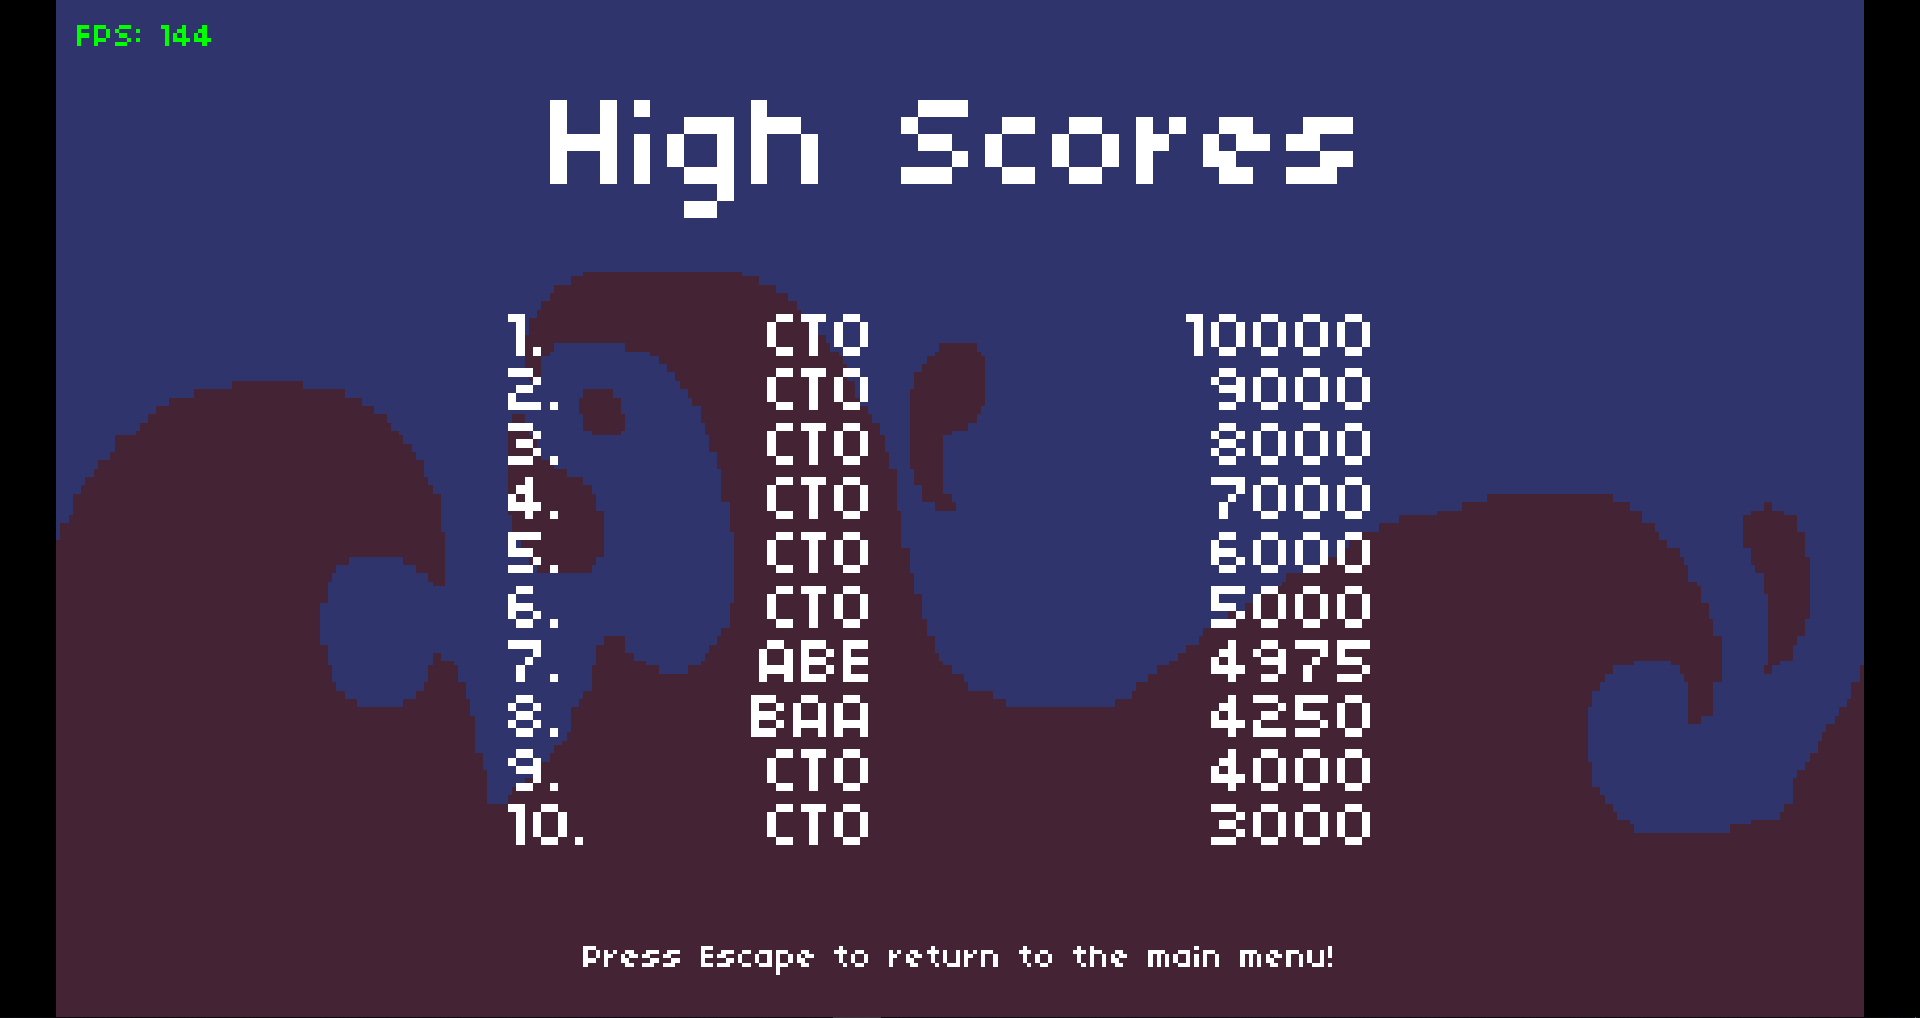 FPS: 144
High Scores
1. CTO 10000
2. CTO 9000
3. CTO 8000
4. CTO 7000
5. CTO 6000
6. CTO 5000
7. ABE 4975
8. BAA 4250
9. CTO 4000
10. CTO 3000
Press Escape to return to the main menu!